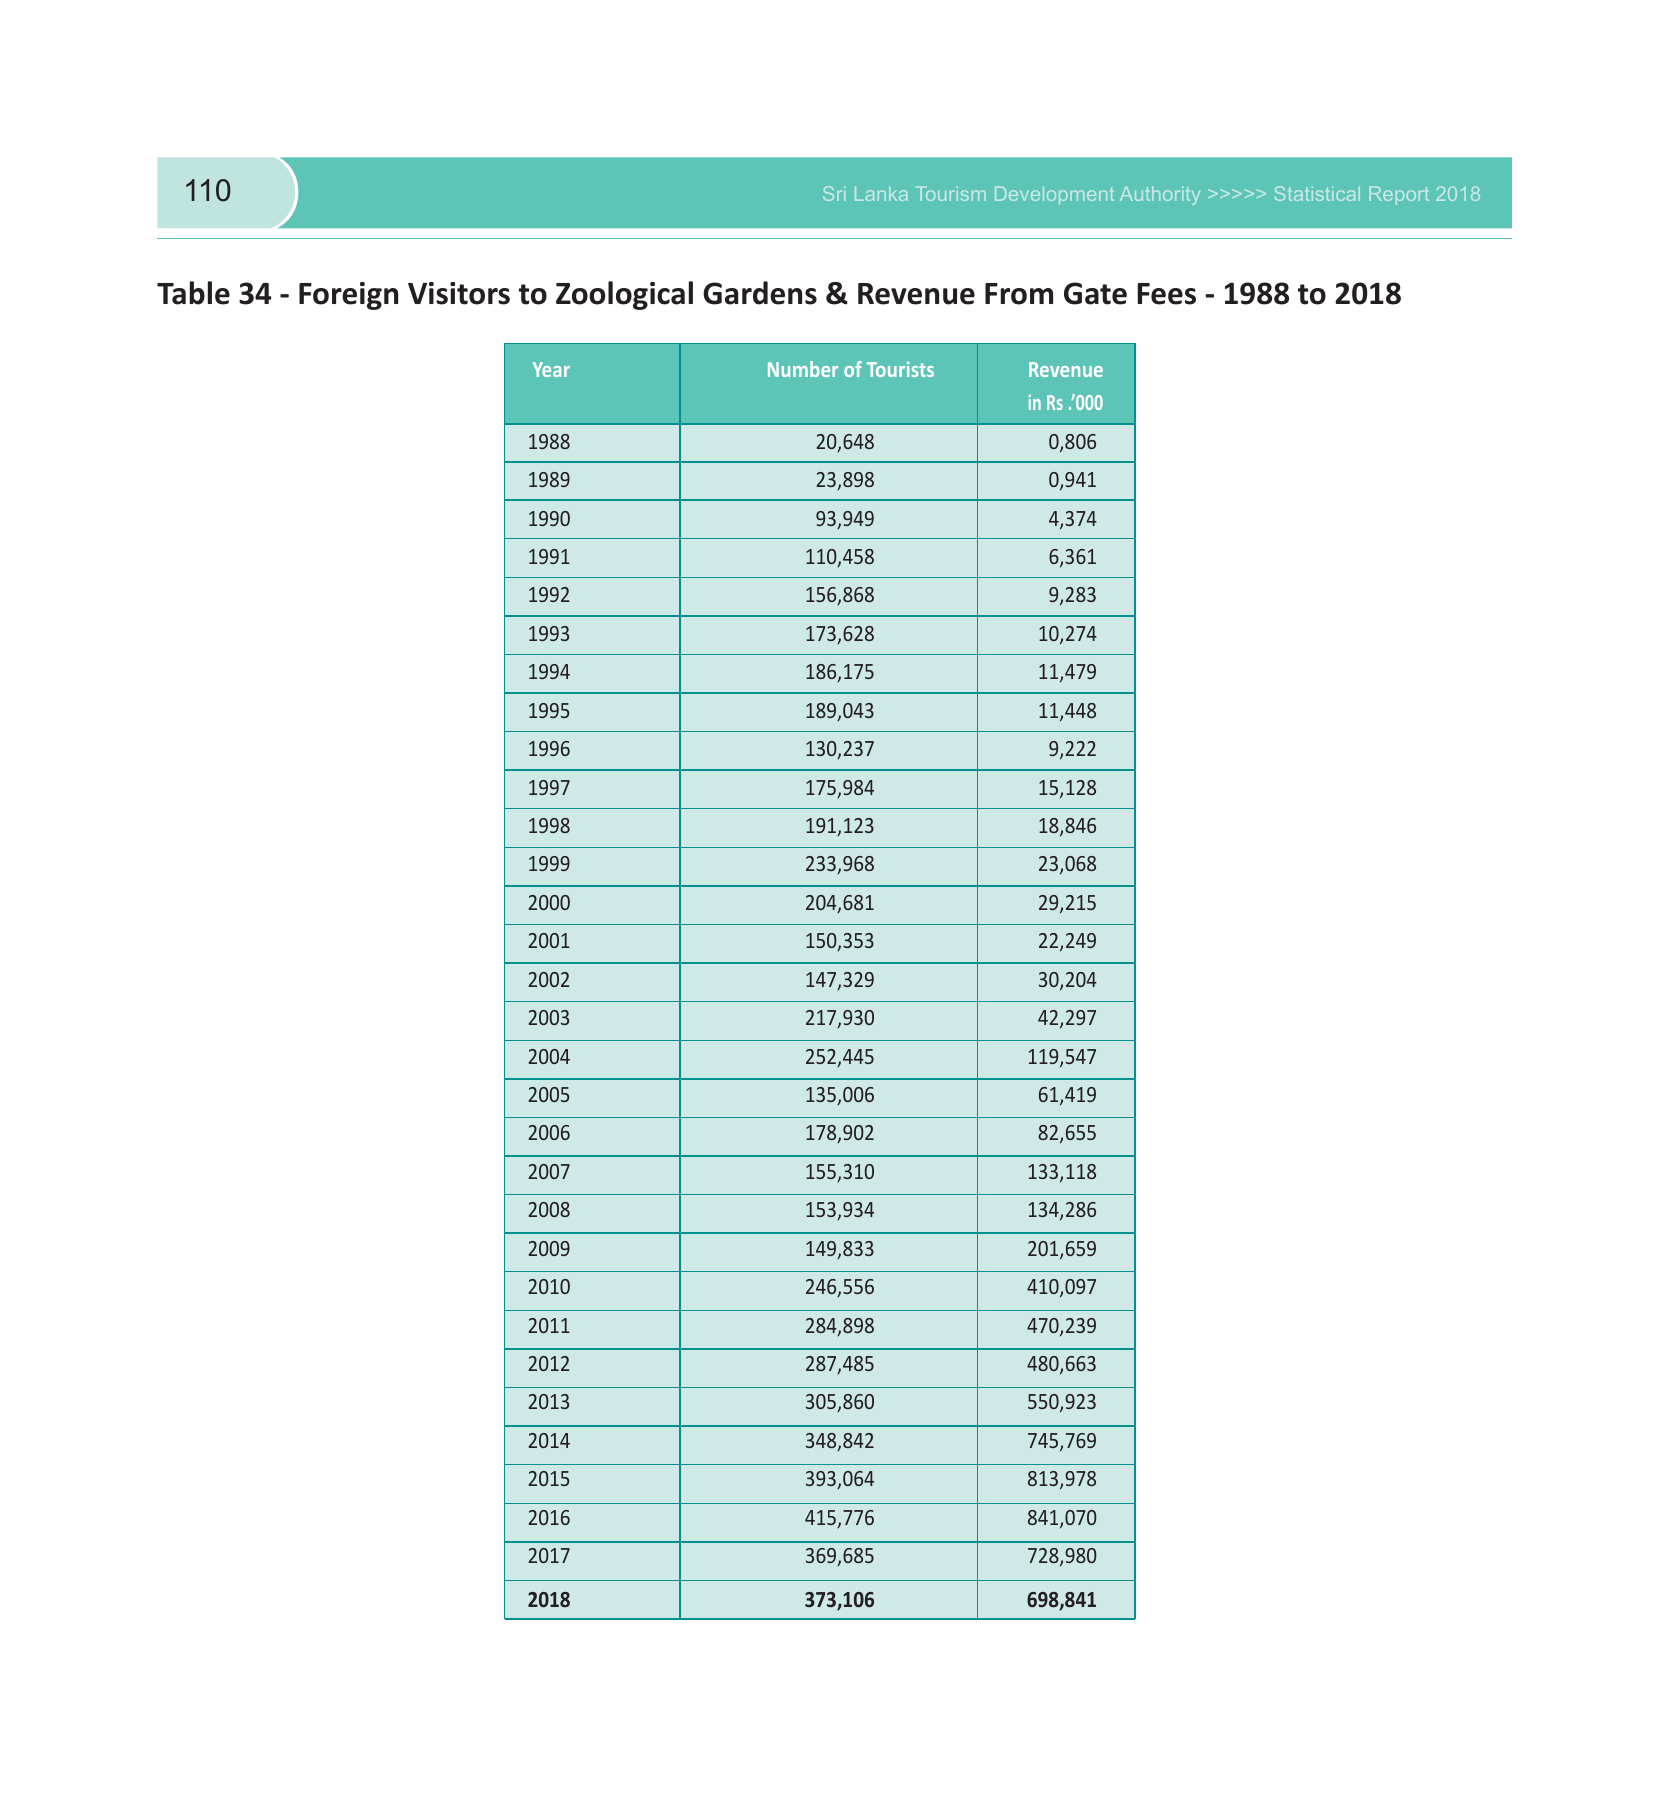 110
Sri Lanka Tourism Development Authority >>>>> Statistical Report 2018
Table 34 - Foreign Visitors to Zoological Gardens & Revenue From Gate Fees - 1988 to 2018
Year Number of Tourists Revenue
in Rs .'000
1988 20,648 0,806
1989 23,898 0,941
1990 93,949 4,374
1991 110,458 6,361
1992 156,868 9,283
1993 173,628 10,274
1994 186,175 11,479
1995 189,043 11,448
1996 130,237 9,222
1997 175,984 15,128
1998 191,123 18,846
1999 233,968 23,068
2000 204,681 29,215
2001 150,353 22,249
2002 147,329 30,204
2003 217,930 42,297
2004 252,445 119,547
2005 135,006 61,419
2006 178,902 82,655
2007 155,310 133,118
2008 153,934 134,286
2009 149,833 201,659
2010 246,556 410,097
2011 284,898 470,239
2012 287,485 480,663
2013 305,860 550,923
2014 348,842 745,769
2015 393,064 813,978
2016 415,776 841,070
2017 369,685 728,980
2018 373,106 698,841